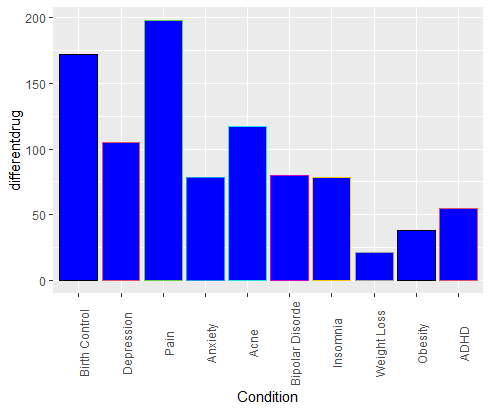 200
150
100
50
0
differentdrug
Birth Control
Depression
Pain
Anxiety
Acne
Bipolar Disorde
Insomnia
Weight Loss
Obesity
ADHD
Condition